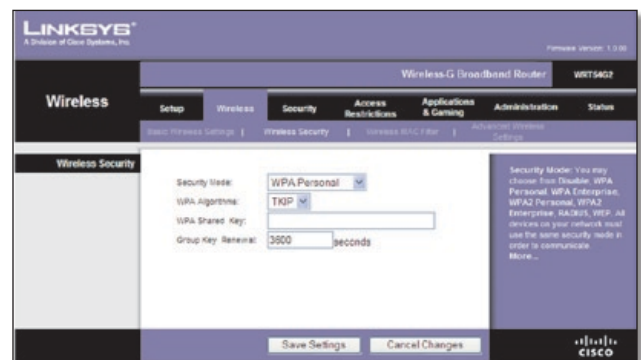 LINKSYS®
A Division of Cisco Systems, Inc.
Firmware Version: 1.0.00
Wireless-G Broadband Router WRT54G2
Wireless
Setup Wireless Security Access Restrictions Applications & Gaming Administration Status
Basic Wireless Settings | Wireless Security | Wireless MAC Filter | Advanced Wireless Settings
Wireless Security
Security Mode: WPA Personal
WPA Algorithms: TKIP
WPA Shared Key:
Group Key Renewal: 3600 seconds
Security Mode: You may
choose from Disable, WPA
Personal, WPA Enterprise,
WPA2 Personal, WPA2
Enterprise, RADIUS, WEP. All
devices on your network must
use the same security mode in
order to communicate.
More...
Save Settings Cancel Changes
CISCO